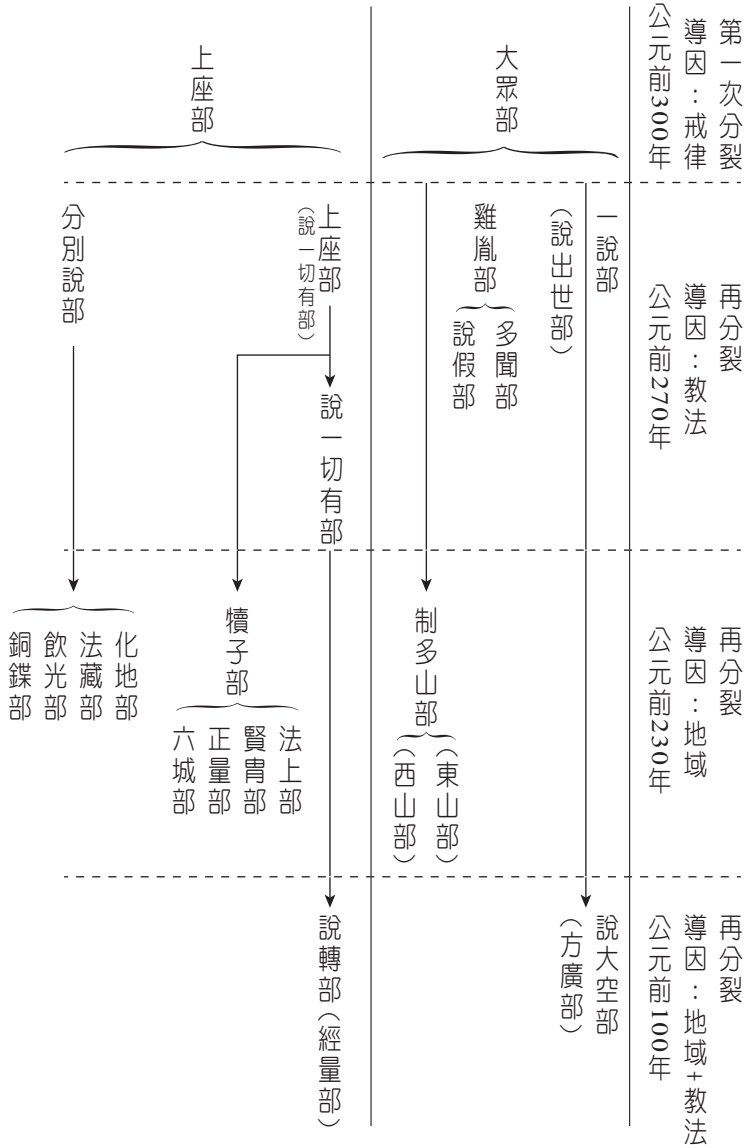 第一次分裂
導因：戒律
公元前300年
再分裂
導因：教法
公元前270年
再分裂
導因：地域
公元前230年
再分裂
導因：地域+教法
公元前100年
大眾部
一說部
（說出世部）
雞胤部
多聞部
說假部
制多山部
（東山部）
（西山部）
說大空部
（方廣部）
上座部
上座部
（說一切有部）
說一切有部
分別說部
犢子部
法上部
賢冑部
正量部
六城部
化地部
法藏部
飲光部
銅鍱部
說轉部（經量部）